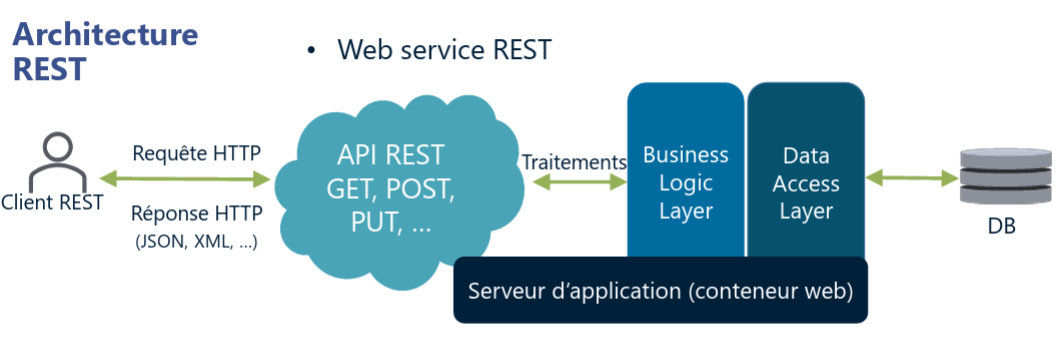 Architecture
REST
• Web service REST
Client REST
Requête HTTP
Réponse HTTP
(JSON, XML, ...)
API REST
GET, POST,
PUT, ...
Traitements
Business
Logic
Layer
Data
Access
Layer
DB
Serveur d’application (conteneur web)